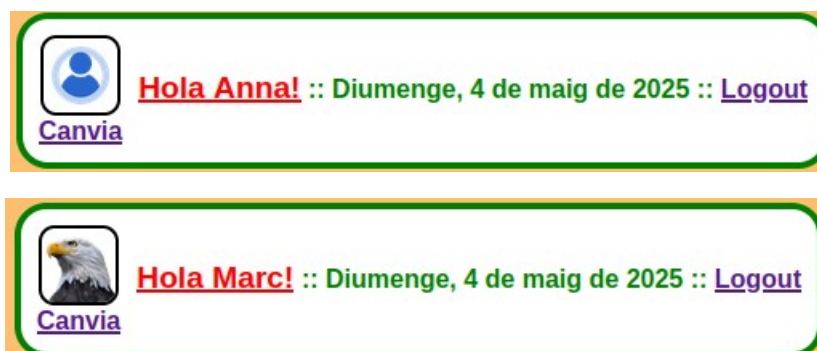 Hola Anna! :: Diumenge, 4 de maig de 2025 :: Logout
Canvia
Hola Marc! :: Diumenge, 4 de maig de 2025 :: Logout
Canvia